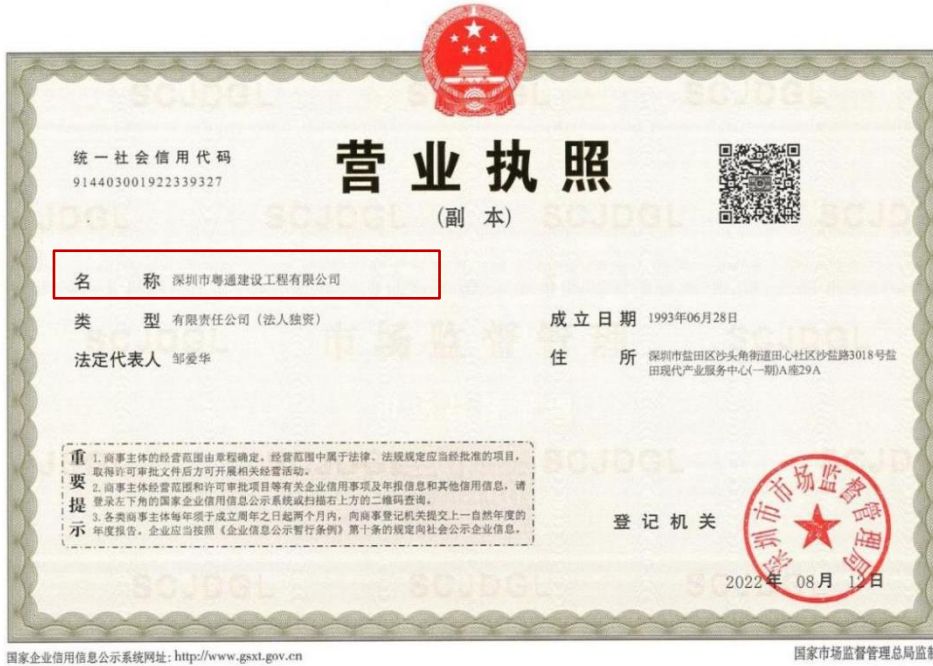 统一社会信用代码
914403001922339327
营业执照
(副 本)
名 称 深圳市粤通建设工程有限公司
类 型 有限责任公司（法人独资）
法定代表人 邹爱华
成立日期 1993年06月28日
住 所 深圳市盐田区沙头角街道田心社区沙盐路3018号盐
田现代产业服务中心(一期)A座29A
重要提示
1.商事主体的经营范围由章程确定。经营范围中属于法律、法规规定应当经批准的项目，
取得许可审批文件后方可开展相关经营活动。
2.商事主体经营范围和许可审批项目等有关企业信用事项及年报信息和其他信用信息，请
登录左下角的国家企业信用信息公示系统或扫描右上方的二维码查询。
3.各类商事主体每年须于成立周年之日起两个月内，向商事登记机关提交上一自然年度的
年度报告。企业应当按照《企业信息公示暂行条例》第十条的规定向社会公示企业信息。
登记机关
深圳市市场监督管理局
2022年 08月 12日
国家企业信用信息公示系统网址: http://www.gsxt.gov.cn
国家市场监督管理总局监制
SCJDGL
市场监督管理